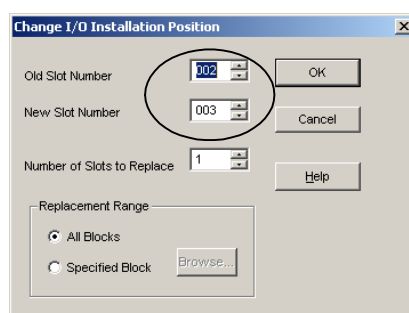 Change I/O Installation Position
Old Slot Number 002 OK
New Slot Number 003 Cancel
Number of Slots to Replace 1 Help
Replacement Range
All Blocks
Specified Block Browse...